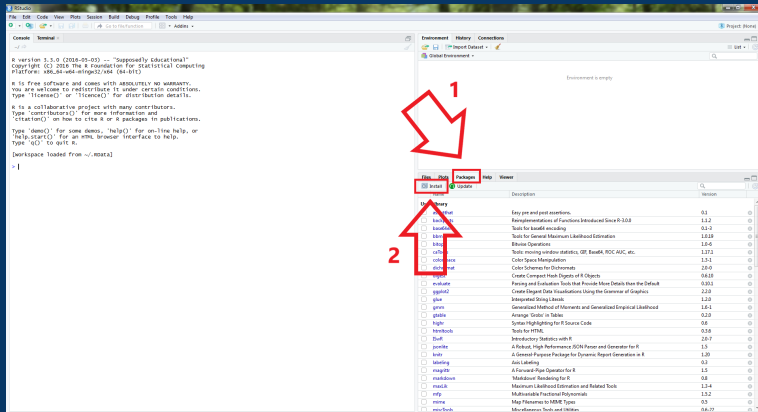 RStudio
File Edit Code View Plots Session Build Debug Profile Tools Help
Go to file/function Addins
Project: (None)
Console Terminal
~/
R version 3.3.0 (2016-05-03) -- "Supposedly Educational"
Copyright (C) 2016 The R Foundation for Statistical Computing
Platform: x86_64-w64-mingw32/x64 (64-bit)
R is free software and comes with ABSOLUTELY NO WARRANTY.
You are welcome to redistribute it under certain conditions.
Type 'license()' or 'licence()' for distribution details.
R is a collaborative project with many contributors.
Type 'contributors()' for more information and
'citation()' on how to cite R or R packages in publications.
Type 'demo()' for some demos, 'help()' for on-line help, or
'help.start()' for an HTML browser interface to help.
Type 'q()' to quit R.
[Workspace loaded from ~/.RData]
>
Environment History Connections
Import Dataset List
Global Environment
Environment is empty
1
Files Plots Packages Help Viewer
Install Update
Name Description Version
Library
2
Easy pre and post assertions. 0.1
backports Reimplementations of Functions Introduced Since R-3.0.0 1.1.2
base64enc Tools for base64 encoding 0.1-3
bbmle Tools for General Maximum Likelihood Estimation 1.0.18
bitops Bitwise Operations 1.0-6
caTools Tools: moving window statistics, GIF, Base64, ROC AUC, etc. 1.17.1
colorspace Color Space Manipulation 1.3-1
dichromat Color Schemes for Dichromats 2.0-0
digest Create Compact Hash Digests of R Objects 0.6.10
evaluate Parsing and Evaluation Tools that Provide More Details than the Default 0.10.1
ggplot2 Create Elegant Data Visualisations Using the Grammar of Graphics 2.2.0
glue Interpreted String Literals 1.2.0
gmm Generalized Method of Moments and Generalized Empirical Likelihood 1.6-1
gtable Arrange 'Grobs' in Tables 0.2.0
highr Syntax Highlighting for R Source Code 0.6
htmltools Tools for HTML 0.3.6
Introductory Statistics with R 2.0-7
jsonlite A Robust, High Performance JSON Parser and Generator for R 1.5
knitr A General-Purpose Package for Dynamic Report Generation in R 1.20
labeling Axis Labeling 0.3
magrittr A Forward-Pipe Operator for R 1.5
markdown 'Markdown' Rendering for R 0.8
maxLik Maximum Likelihood Estimation and Related Tools 1.3-4
mfp Multivariable Fractional Polynomials 1.5.2
mime Map Filenames to MIME Types 0.5
miscTools Miscellaneous Tools and Utilities 0.6-22